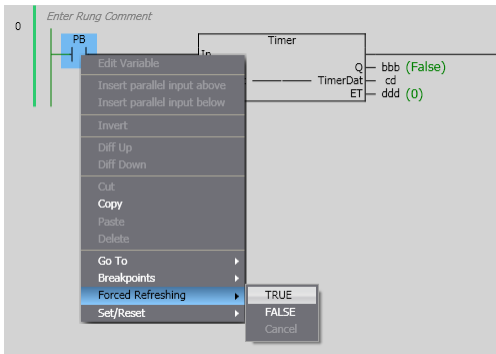 Enter Rung Comment
0
PB
Timer
In
Q bbb (False)
TimerDat cd
ET ddd (0)
Edit Variable
Insert parallel input above
Insert parallel input below
Invert
Diff Up
Diff Down
Cut
Copy
Paste
Delete
Go To
Breakpoints
Forced Refreshing
Set/Reset
TRUE
FALSE
Cancel